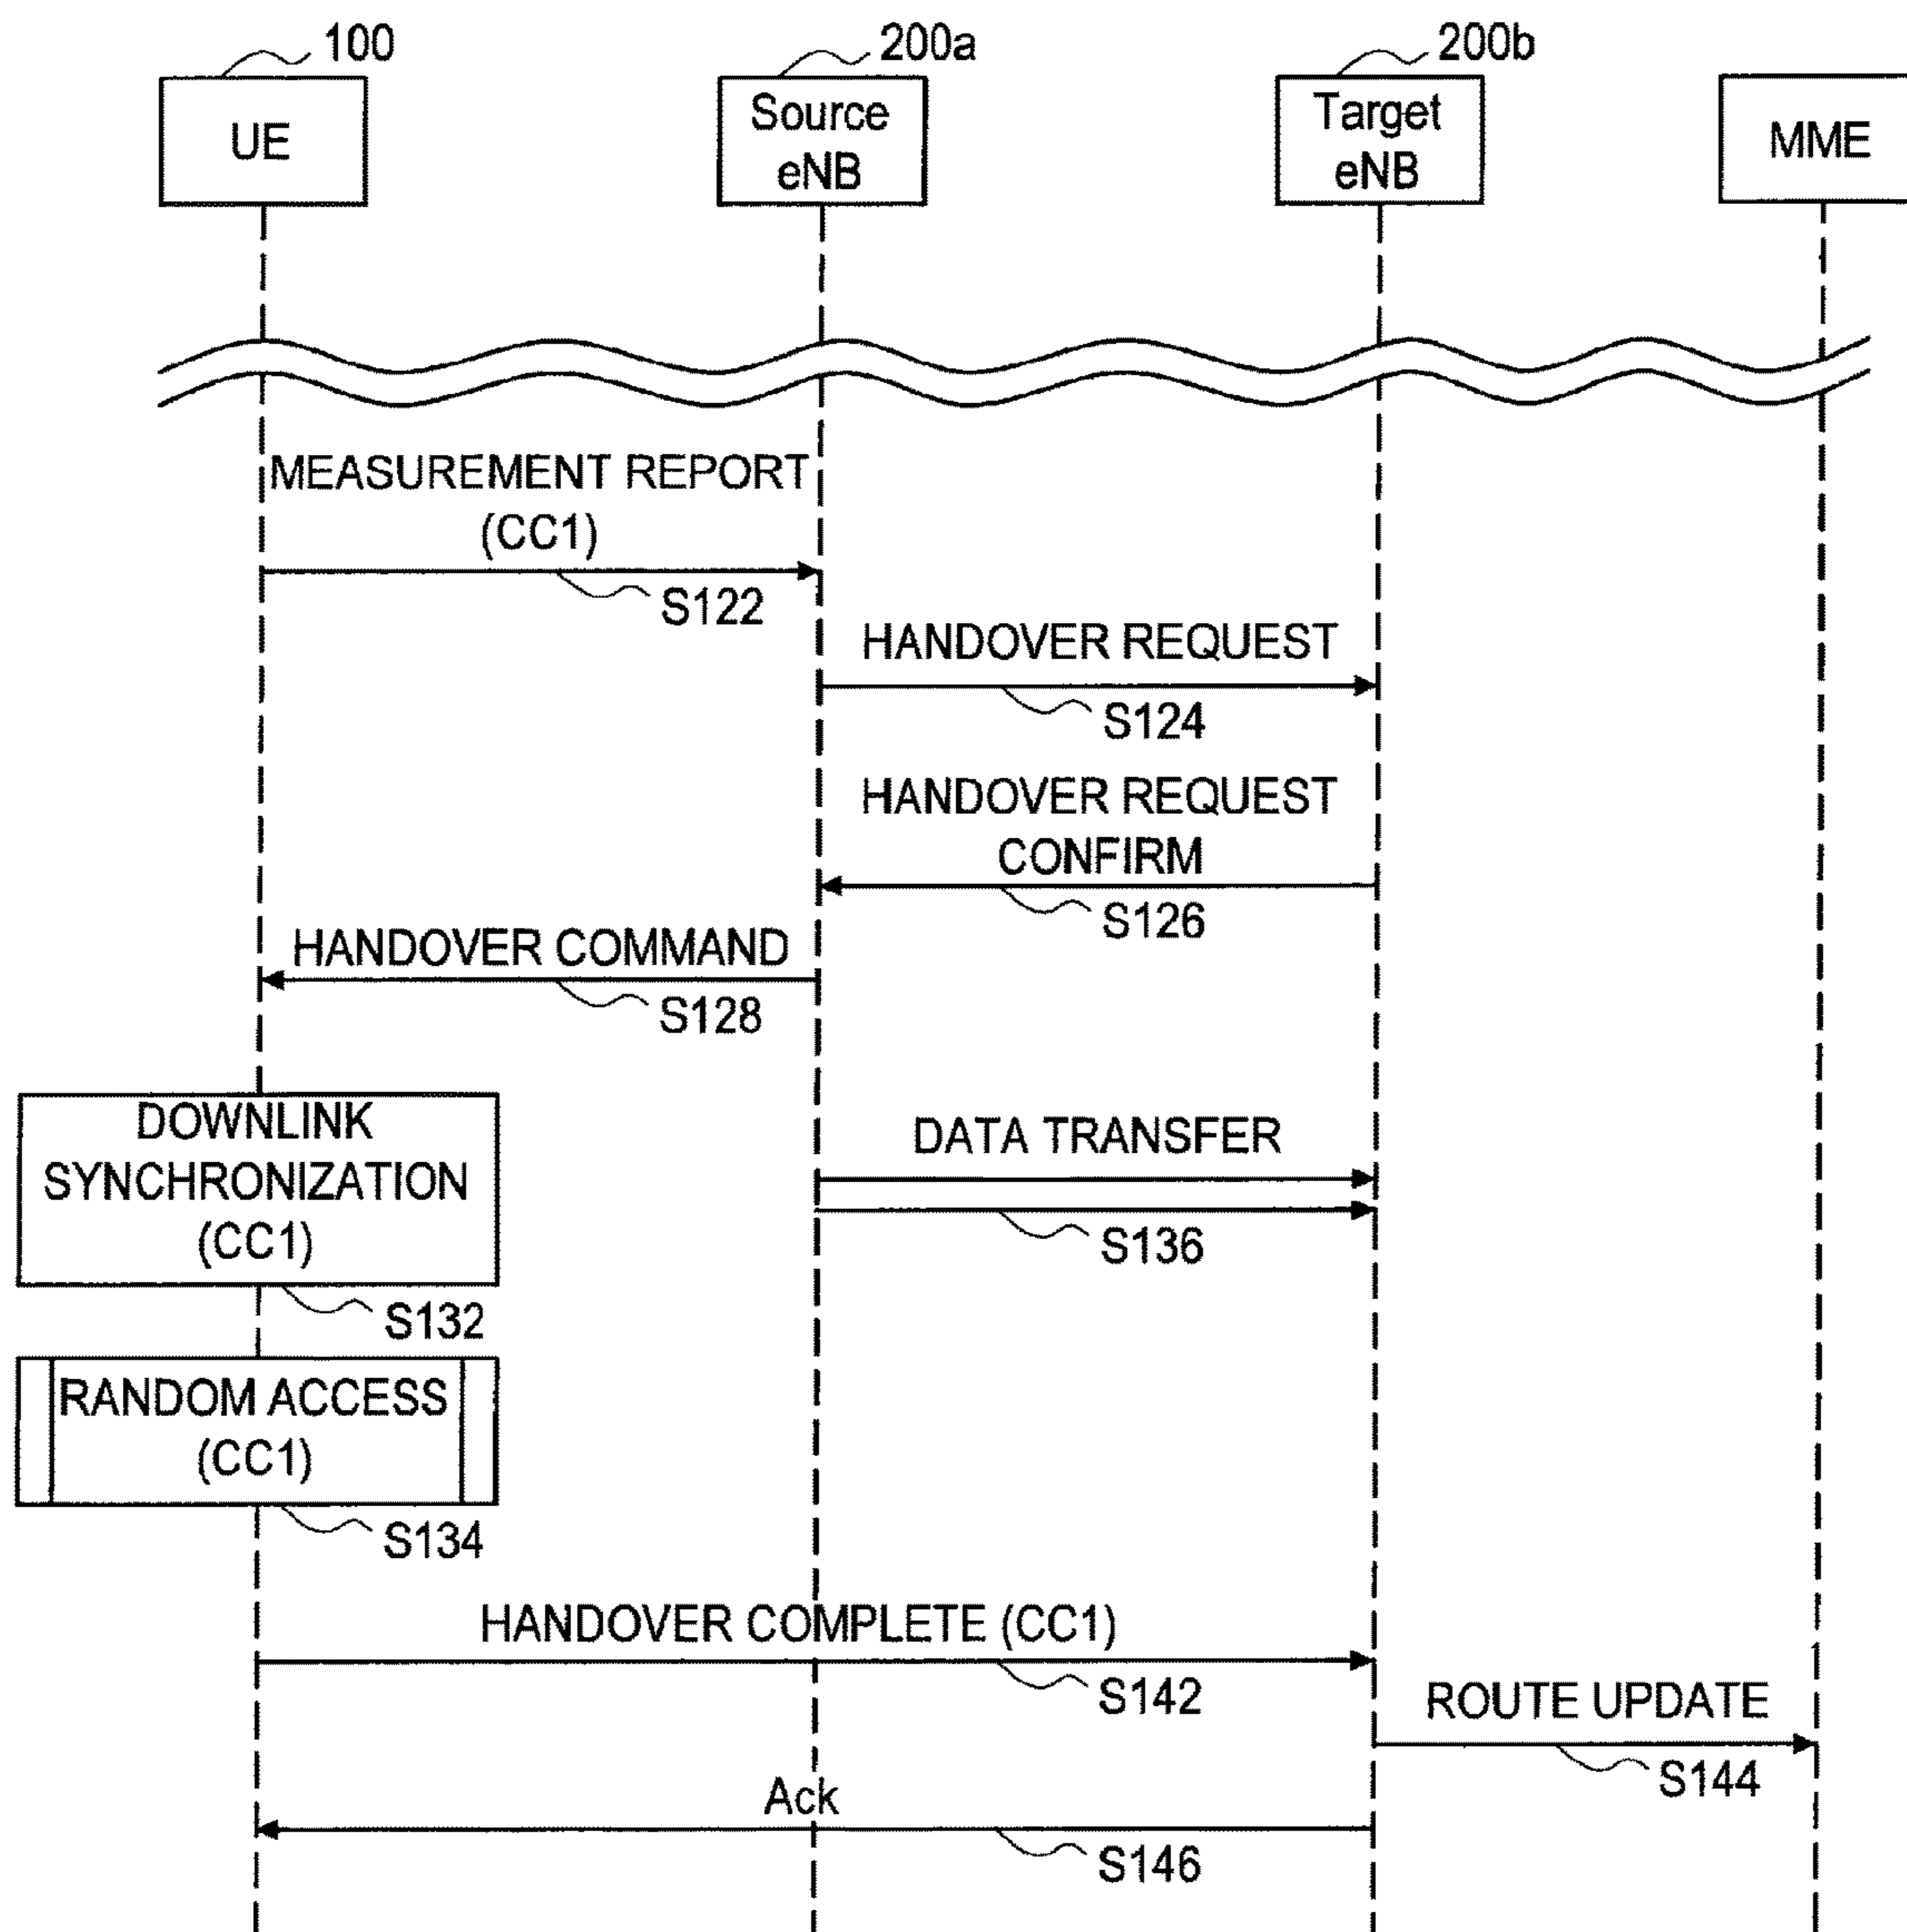 100
200a
200b
UE
Source
eNB
Target
eNB
MME
MEASUREMENT REPORT
(CC1)
S122
HANDOVER REQUEST
S124
HANDOVER REQUEST
CONFIRM
S126
HANDOVER COMMAND
S128
DOWNLINK
SYNCHRONIZATION
(CC1)
S132
DATA TRANSFER
S136
RANDOM ACCESS
(CC1)
S134
HANDOVER COMPLETE (CC1)
S142
ROUTE UPDATE
S144
Ack
S146